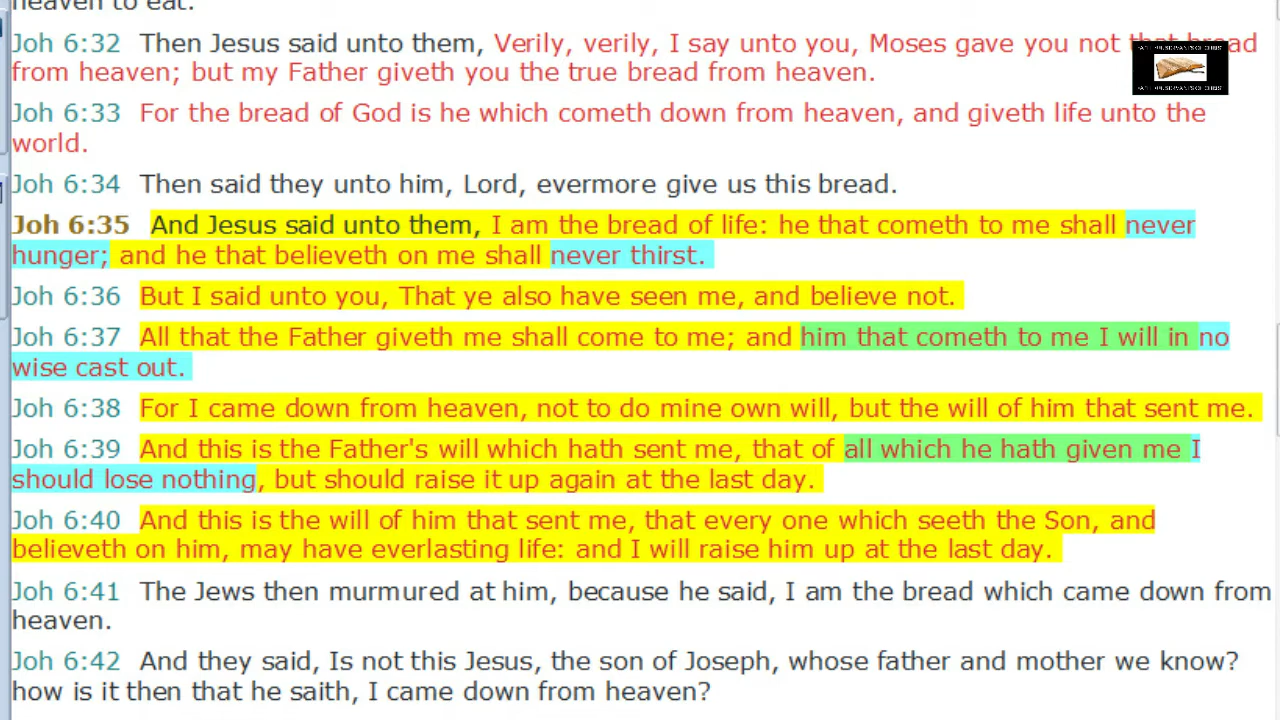 heaven to eat.
Joh 6:32 Then Jesus said unto them, Verily, verily, I say unto you, Moses gave you not that bread
from heaven; but my Father giveth you the true bread from heaven.
Joh 6:33 For the bread of God is he which cometh down from heaven, and giveth life unto the
world.
Joh 6:34 Then said they unto him, Lord, evermore give us this bread.
Joh 6:35 And Jesus said unto them, I am the bread of life: he that cometh to me shall never
hunger; and he that believeth on me shall never thirst.
Joh 6:36 But I said unto you, That ye also have seen me, and believe not.
Joh 6:37 All that the Father giveth me shall come to me; and him that cometh to me I will in no
wise cast out.
Joh 6:38 For I came down from heaven, not to do mine own will, but the will of him that sent me.
Joh 6:39 And this is the Father's will which hath sent me, that of all which he hath given me I
should lose nothing, but should raise it up again at the last day.
Joh 6:40 And this is the will of him that sent me, that every one which seeth the Son, and
believeth on him, may have everlasting life: and I will raise him up at the last day.
Joh 6:41 The Jews then murmured at him, because he said, I am the bread which came down from
heaven.
Joh 6:42 And they said, Is not this Jesus, the son of Joseph, whose father and mother we know?
how is it then that he saith, I came down from heaven?